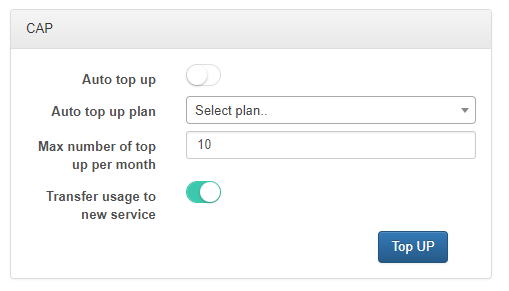 CAP
Auto top up
Auto top up plan
Select plan..
Max number of top
up per month
10
Transfer usage to
new service
Top UP